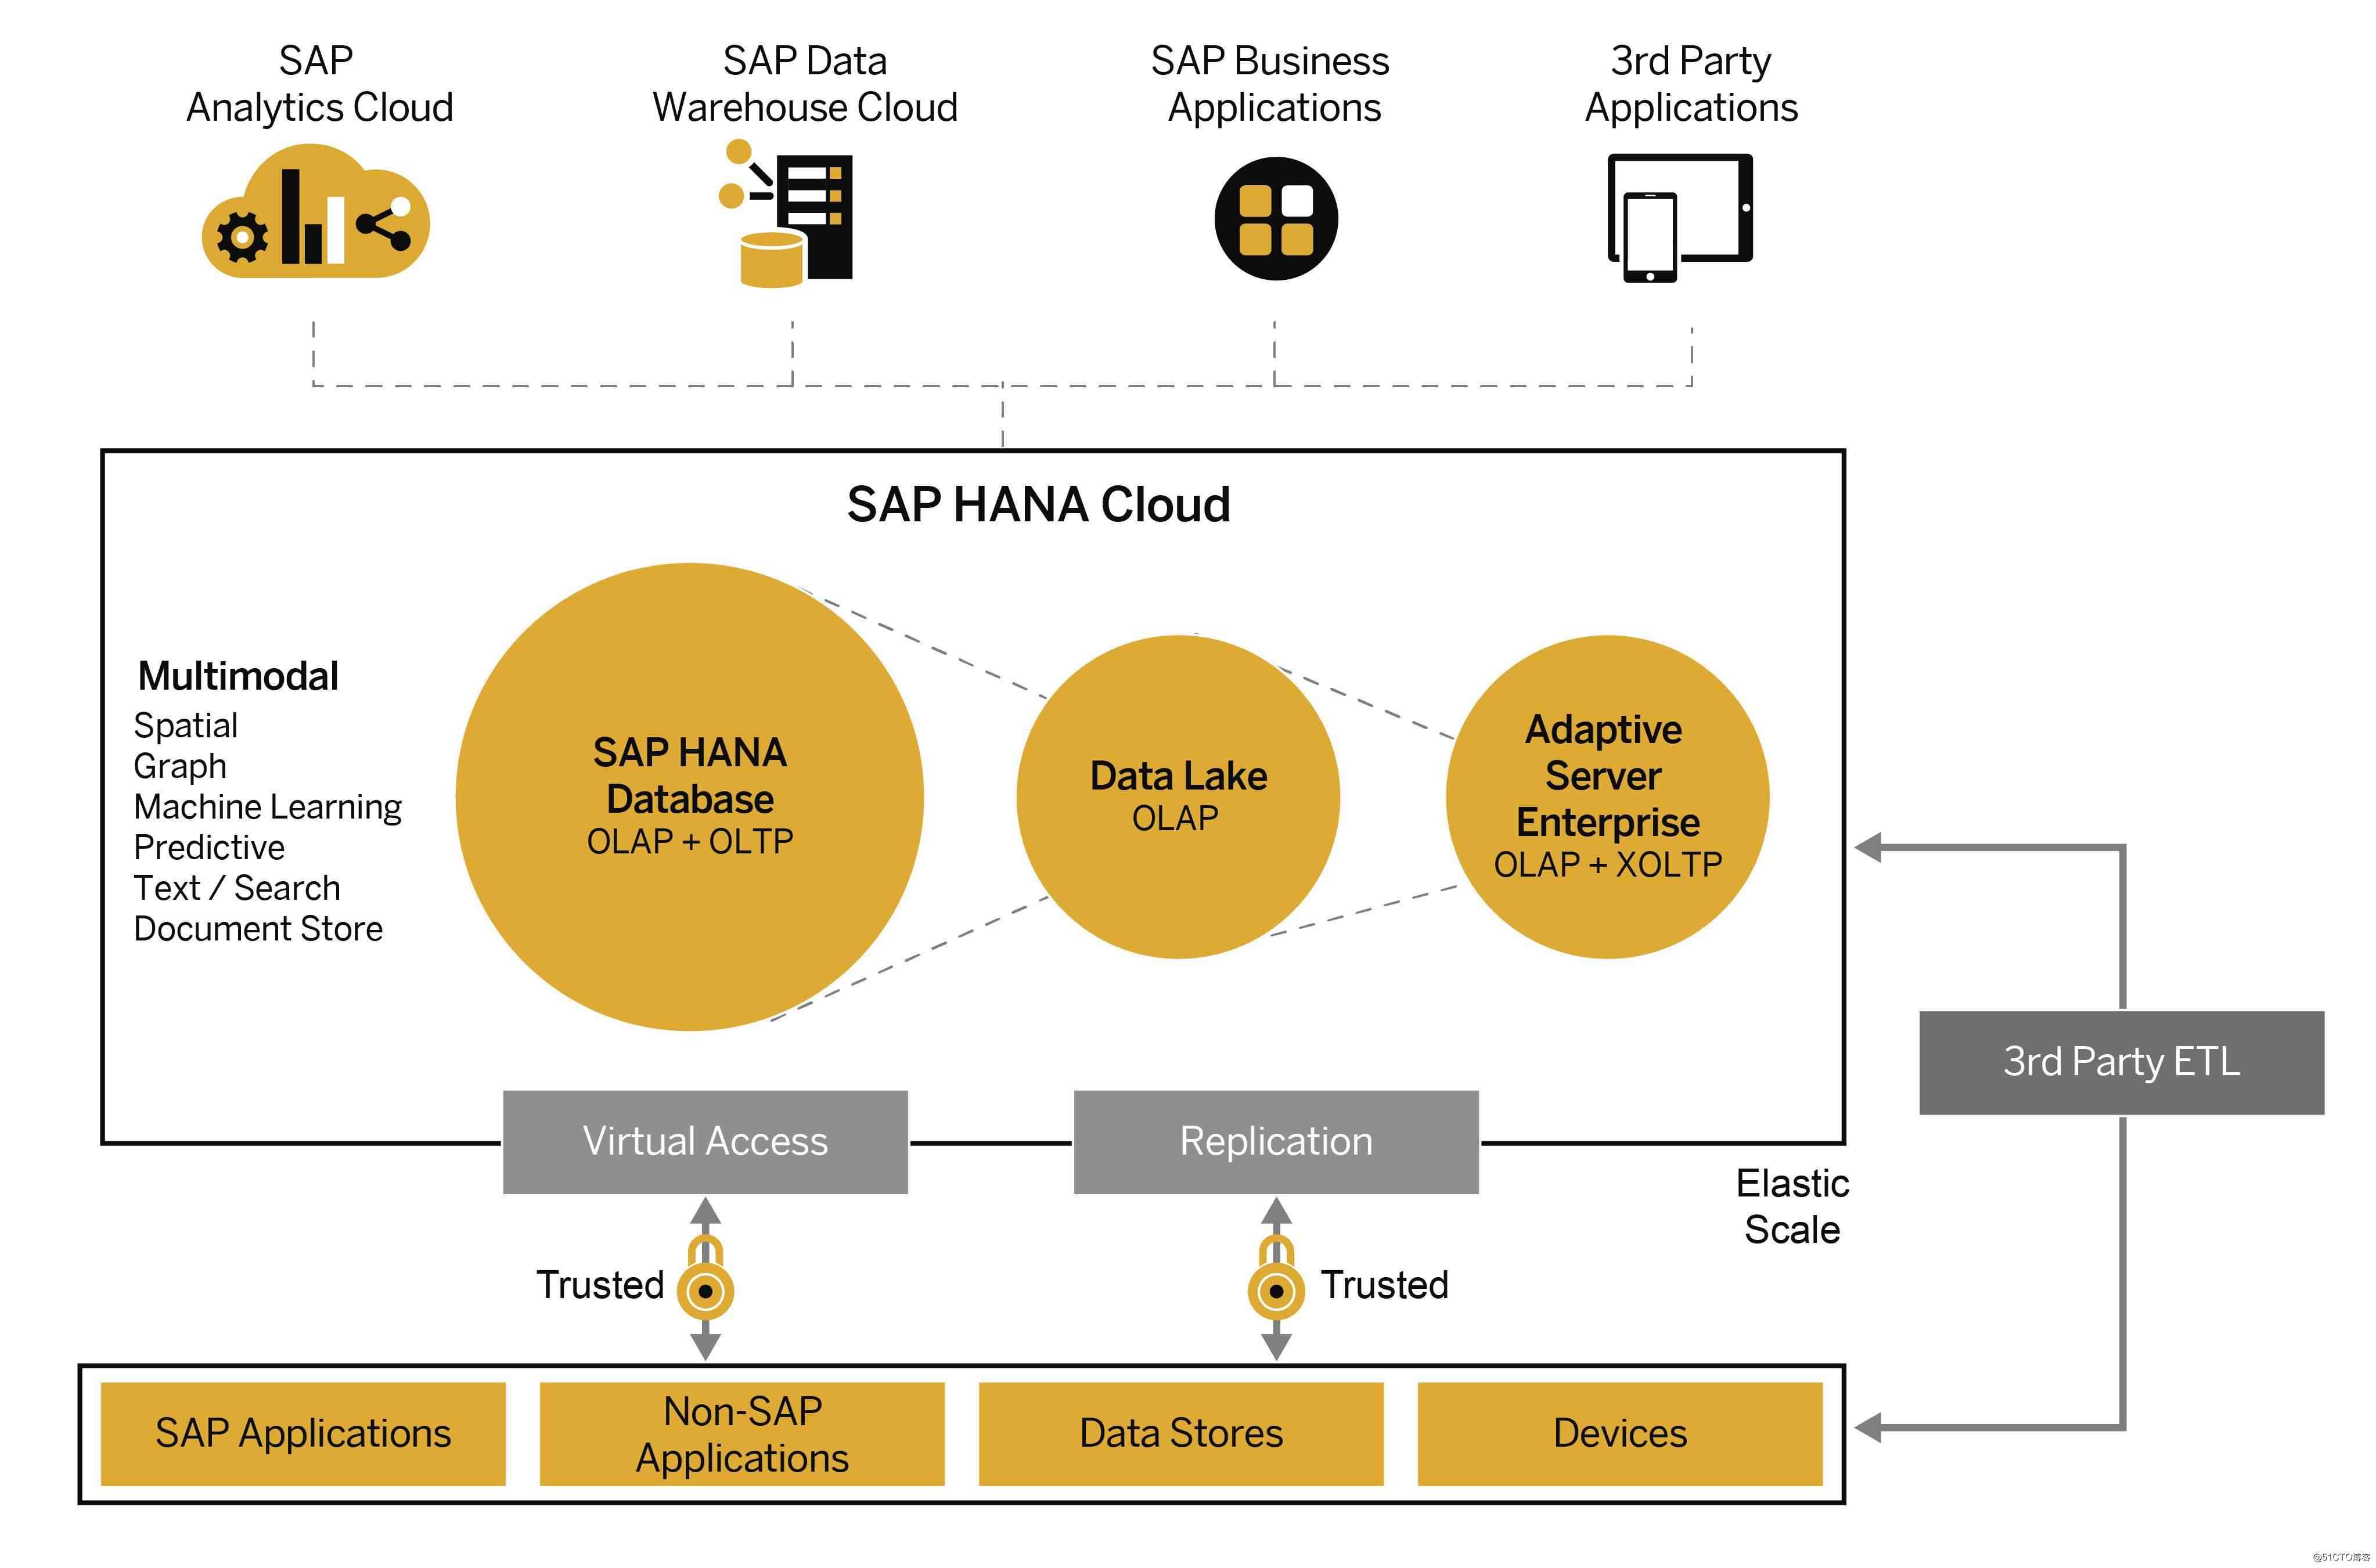 SAP
Analytics Cloud
SAP Data
Warehouse Cloud
SAP Business
Applications
3rd Party
Applications
SAP HANA Cloud
Multimodal
Spatial
Graph
Machine Learning
Predictive
Text / Search
Document Store
SAP HANA
Database
OLAP + OLTP
Data Lake
OLAP
Adaptive
Server
Enterprise
OLAP + XOLTP
3rd Party ETL
Virtual Access
Replication
Elastic
Scale
Trusted
Trusted
SAP Applications
Non-SAP
Applications
Data Stores
Devices
@51CTO博客